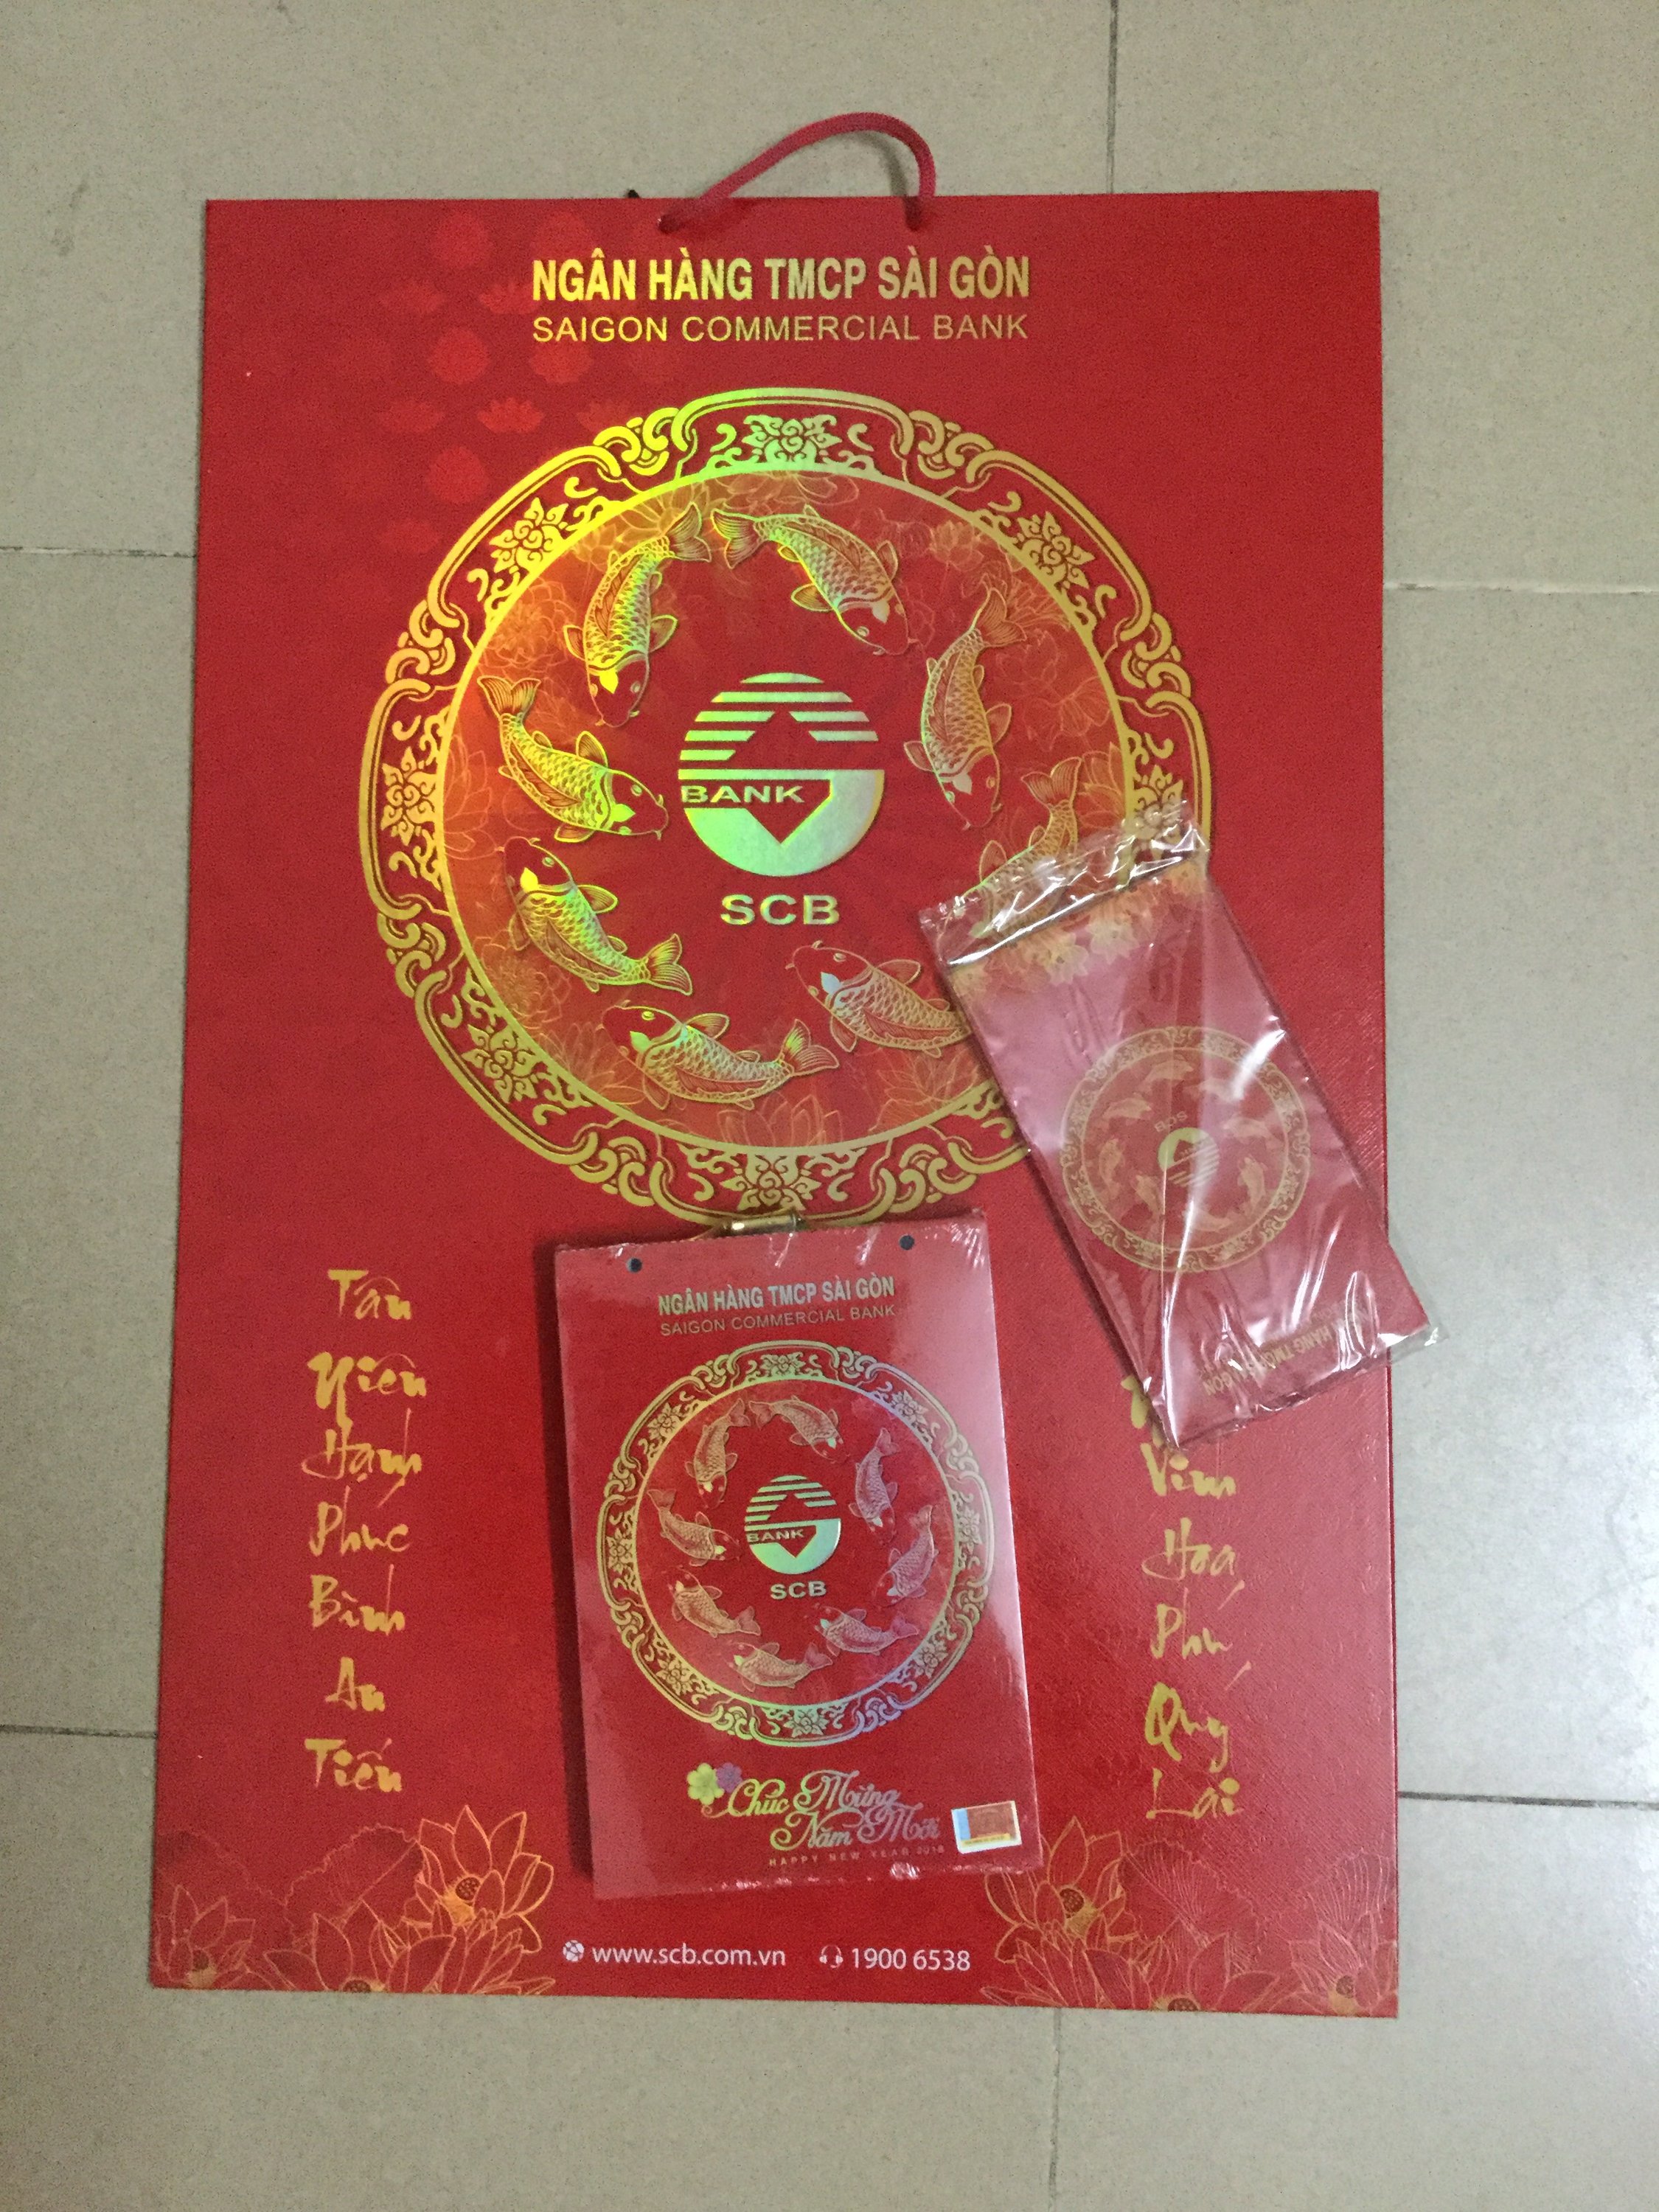 NGÂN HÀNG TMCP SÀI GÒN
SAIGON COMMERCIAL BANK
BANK
SCB
BANK
SCB
NGÂN HÀNG TMCP SÀI GÒN
SAIGON COMMERCIAL BANK
BANK
SCB
Chúc Mừng
Năm Mới
HAPPY NEW YEAR 2018
Tân
Niên
Hạnh
Phúc
Bình
An
Tiến
Vinh
Hoa
Phú
Quý
Lai
www.scb.com.vn
1900 6538